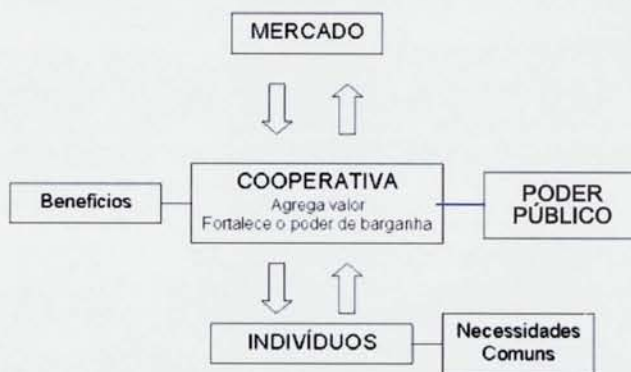 MERCADO
COOPERATIVA
Agrega valor
Fortalece o poder de barganha
Benefícios
PODER
PÚBLICO
INDIVÍDUOS
Necessidades
Comuns